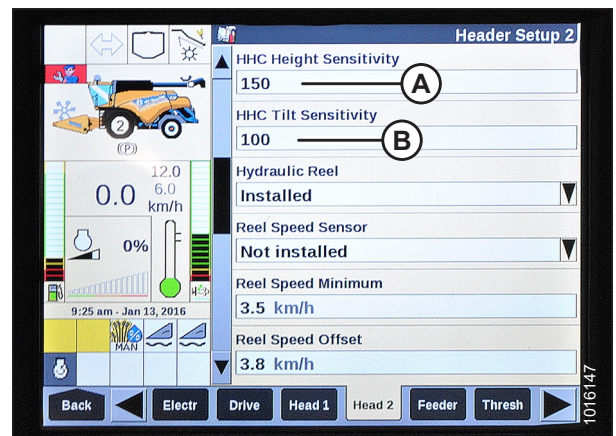 Header Setup 2
HHC Height Sensitivity
150
A
HHC Tilt Sensitivity
100
B
Hydraulic Reel
Installed
Reel Speed Sensor
Not installed
Reel Speed Minimum
3.5 km/h
Reel Speed Offset
3.8 km/h
2
(P)
12.0
0.0 6.0
km/h
0%
9:25 am - Jan 13, 2016
%
MAN
Back
Electr
Drive
Head 1
Head 2
Feeder
Thresh
1016147